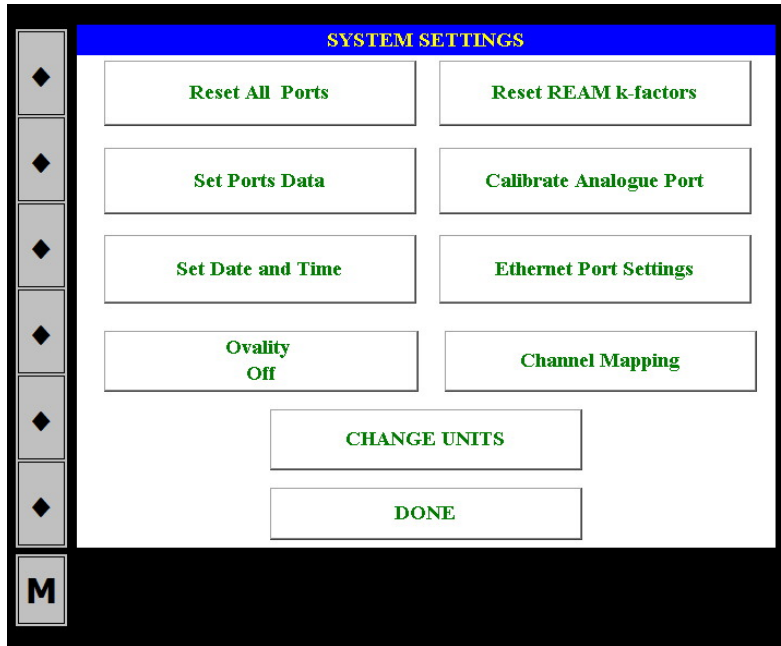 SYSTEM SETTINGS
Reset All Ports
Reset REAM k-factors
Set Ports Data
Calibrate Analogue Port
Set Date and Time
Ethernet Port Settings
Ovality
Off
Channel Mapping
CHANGE UNITS
DONE
M